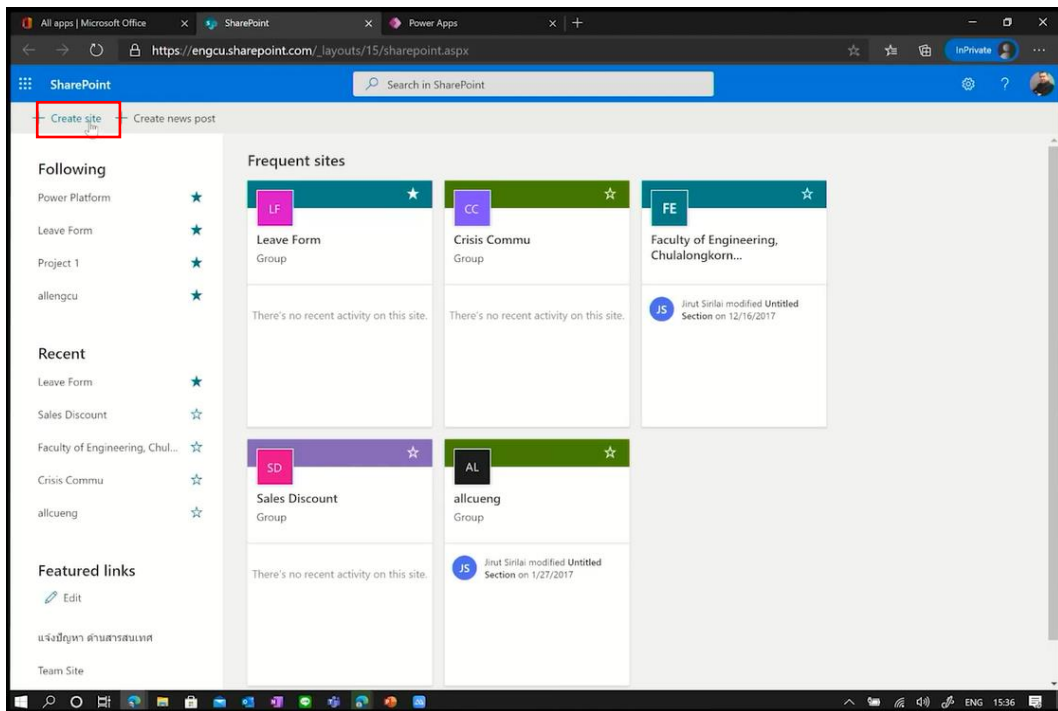 All apps | Microsoft Office
SharePoint
Power Apps
https://engcu.sharepoint.com/_layouts/15/sharepoint.aspx
InPrivate
SharePoint
Search in SharePoint
?
+ Create site
+ Create news post
Following
Power Platform
Leave Form
Project 1
allengcu
Recent
Leave Form
Sales Discount
Faculty of Engineering, Chul...
Crisis Commu
allcueng
Featured links
Edit
แจ้งปัญหา ด้านสารสนเทศ
Team Site
Frequent sites
LF
Leave Form
Group
There's no recent activity on this site.
CC
Crisis Commu
Group
There's no recent activity on this site.
FE
Faculty of Engineering,
Chulalongkorn...
JS
Jirut Sirilai modified Untitled
Section on 12/16/2017
SD
Sales Discount
Group
There's no recent activity on this site.
AL
allcueng
Group
JS
Jirut Sirilai modified Untitled
Section on 1/27/2017
ENG
15:36